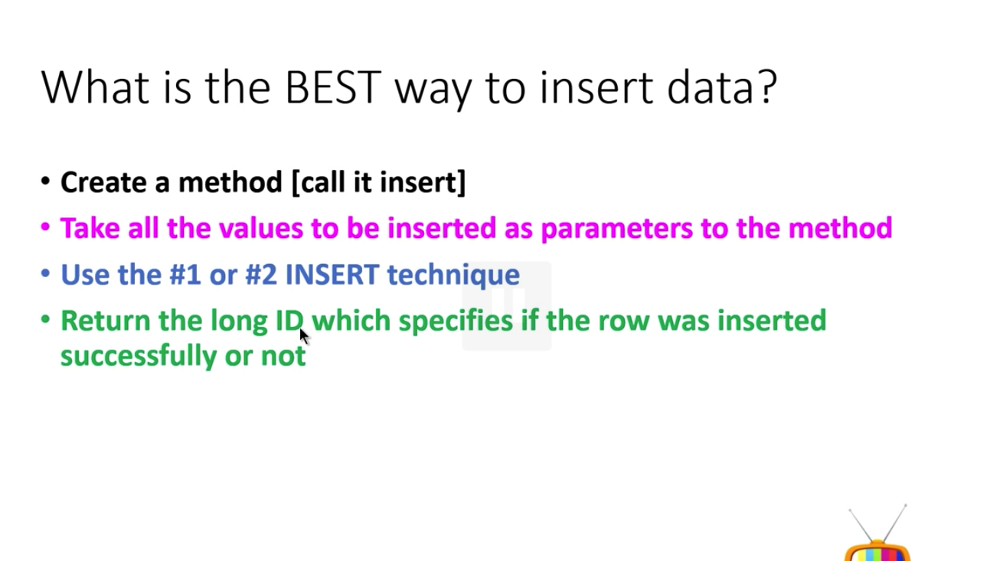 What is the BEST way to insert data?
• Create a method [call it insert]
• Take all the values to be inserted as parameters to the method
• Use the #1 or #2 INSERT technique
• Return the long ID which specifies if the row was inserted
successfully or not